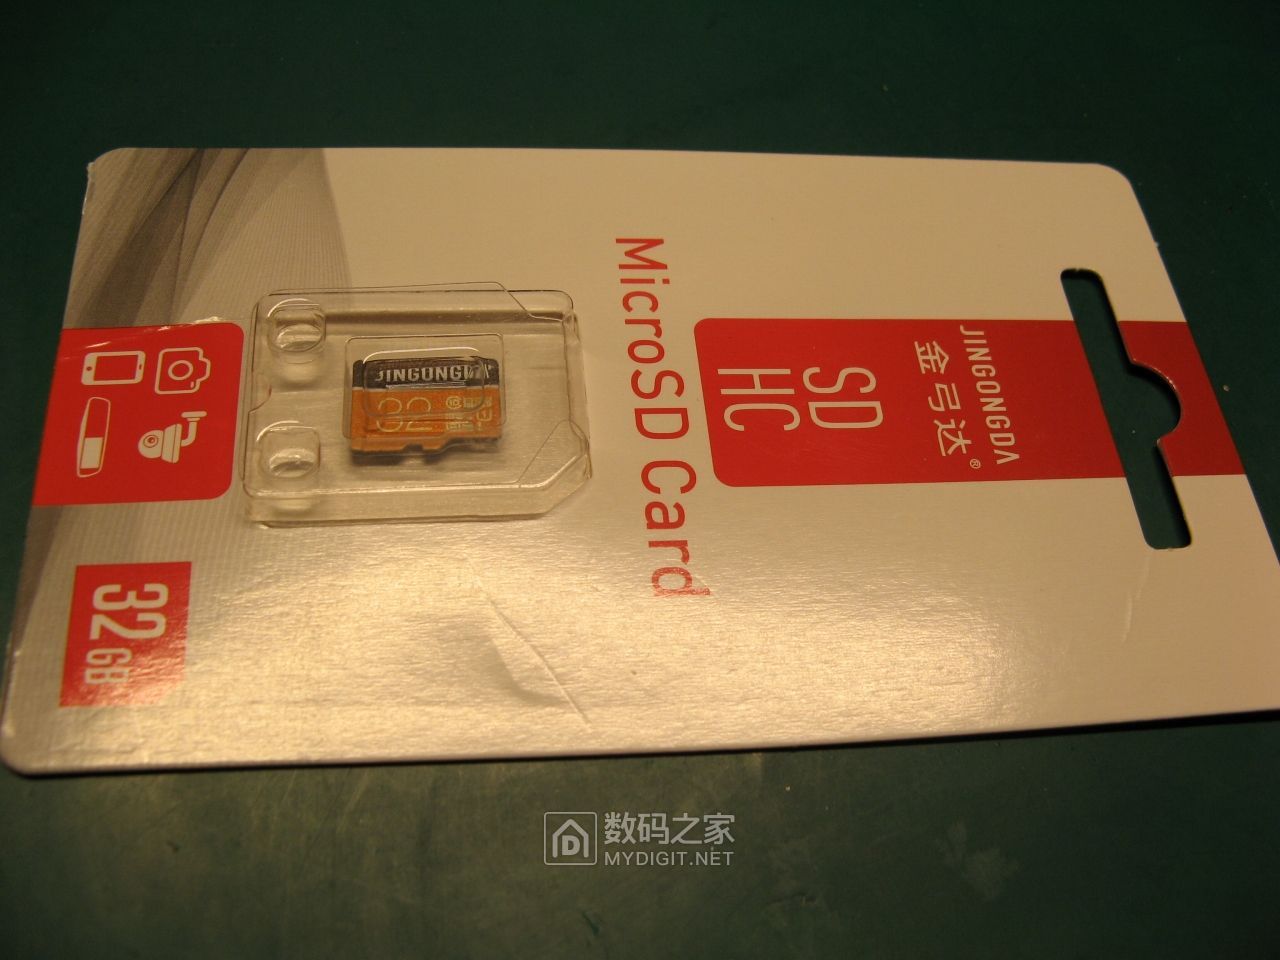 JINGONGDA
金弓达®
SD
HC
MicroSD Card
JINGONGDA
32
32GB
数码之家
MYDIGIT.NET